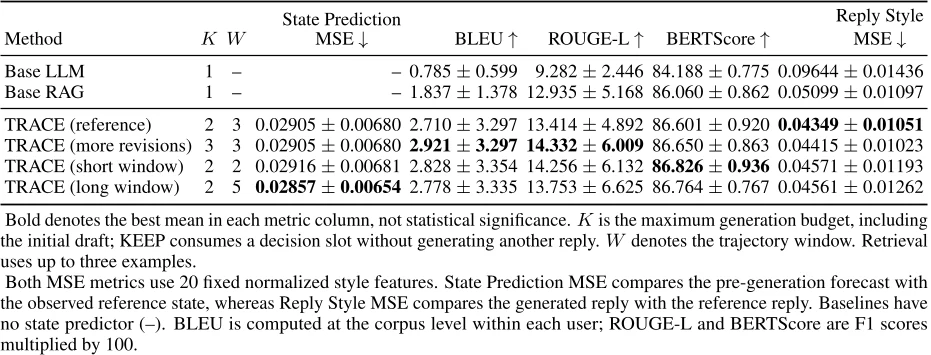 State Prediction Reply Style
Method K W MSE ↓ BLEU ↑ ROUGE-L ↑ BERTScore ↑ MSE ↓
Base LLM 1 – – 0.785 ± 0.599 9.282 ± 2.446 84.188 ± 0.775 0.09644 ± 0.01436
Base RAG 1 – – 1.837 ± 1.378 12.935 ± 5.168 86.060 ± 0.862 0.05099 ± 0.01097
TRACE (reference) 2 3 0.02905 ± 0.00680 2.710 ± 3.297 13.414 ± 4.892 86.601 ± 0.920 0.04349 ± 0.01051
TRACE (more revisions) 3 3 0.02905 ± 0.00680 2.921 ± 3.297 14.332 ± 6.009 86.650 ± 0.863 0.04415 ± 0.01023
TRACE (short window) 2 2 0.02916 ± 0.00681 2.828 ± 3.354 14.256 ± 6.132 86.826 ± 0.936 0.04571 ± 0.01193
TRACE (long window) 2 5 0.02857 ± 0.00654 2.778 ± 3.335 13.753 ± 6.625 86.764 ± 0.767 0.04561 ± 0.01262
Bold denotes the best mean in each metric column, not statistical significance. K is the maximum generation budget, including
the initial draft; KEEP consumes a decision slot without generating another reply. W denotes the trajectory window. Retrieval
uses up to three examples.
Both MSE metrics use 20 fixed normalized style features. State Prediction MSE compares the pre-generation forecast with
the observed reference state, whereas Reply Style MSE compares the generated reply with the reference reply. Baselines have
no state predictor (–). BLEU is computed at the corpus level within each user; ROUGE-L and BERTScore are F1 scores
multiplied by 100.